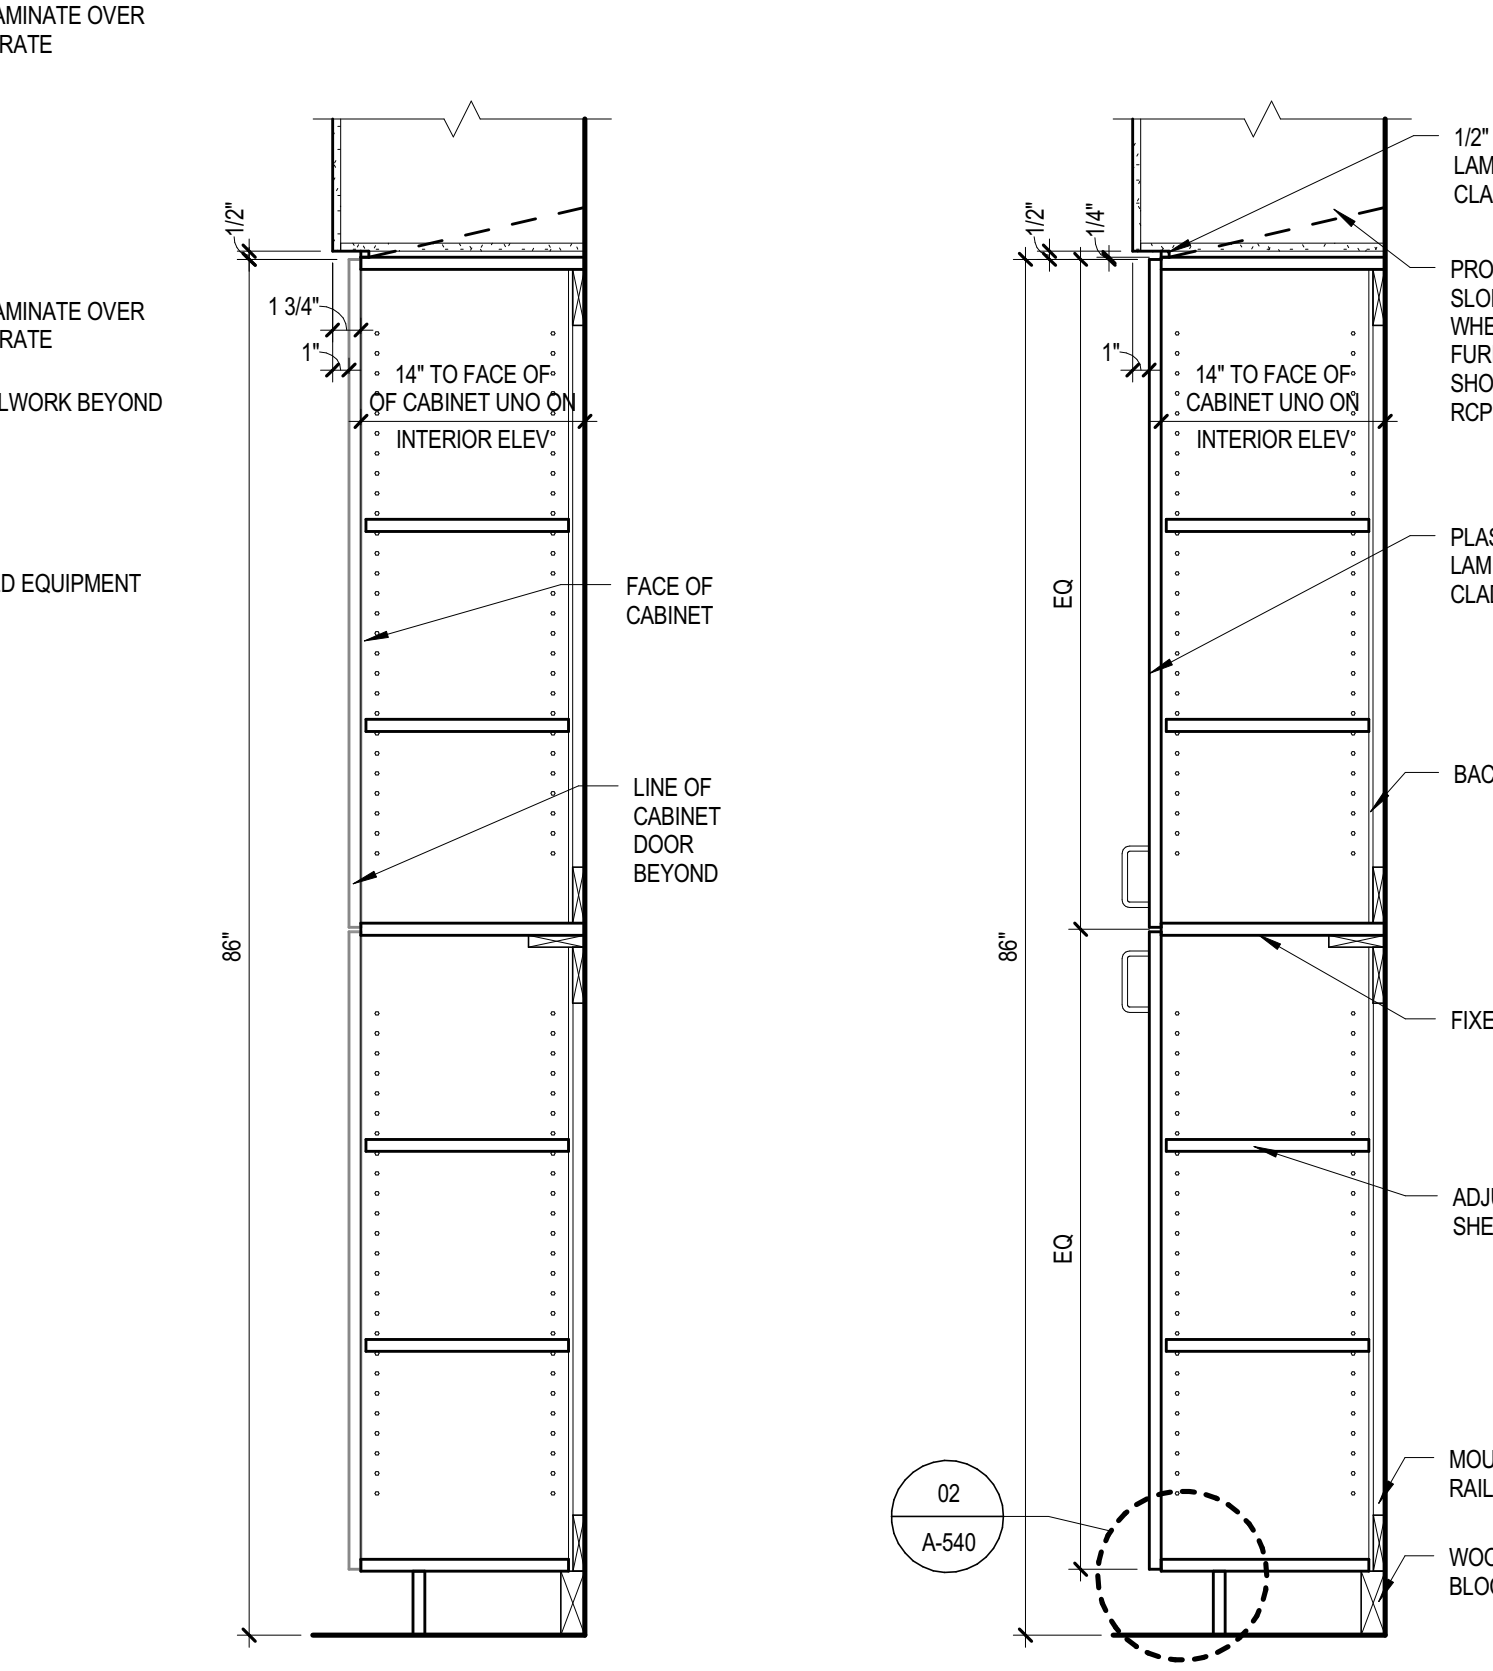 AMINATE OVER
RATE
AMINATE OVER
RATE
LWORK BEYOND
D EQUIPMENT
1/2"
1 3/4"
1"
14" TO FACE OF
OF CABINET UNO ON
INTERIOR ELEV
FACE OF
CABINET
LINE OF
CABINET
DOOR
BEYOND
86"
1/2"
1/4"
1"
14" TO FACE OF
CABINET UNO ON
INTERIOR ELEV
EQ
86"
EQ
02
A-540
1/2"
LAM
CLA
PRO
SLO
WHE
FUR
SHO
RCP
PLAS
LAM
CLA
BAC
FIXE
ADJU
SHE
MOU
RAIL
WOO
BLO